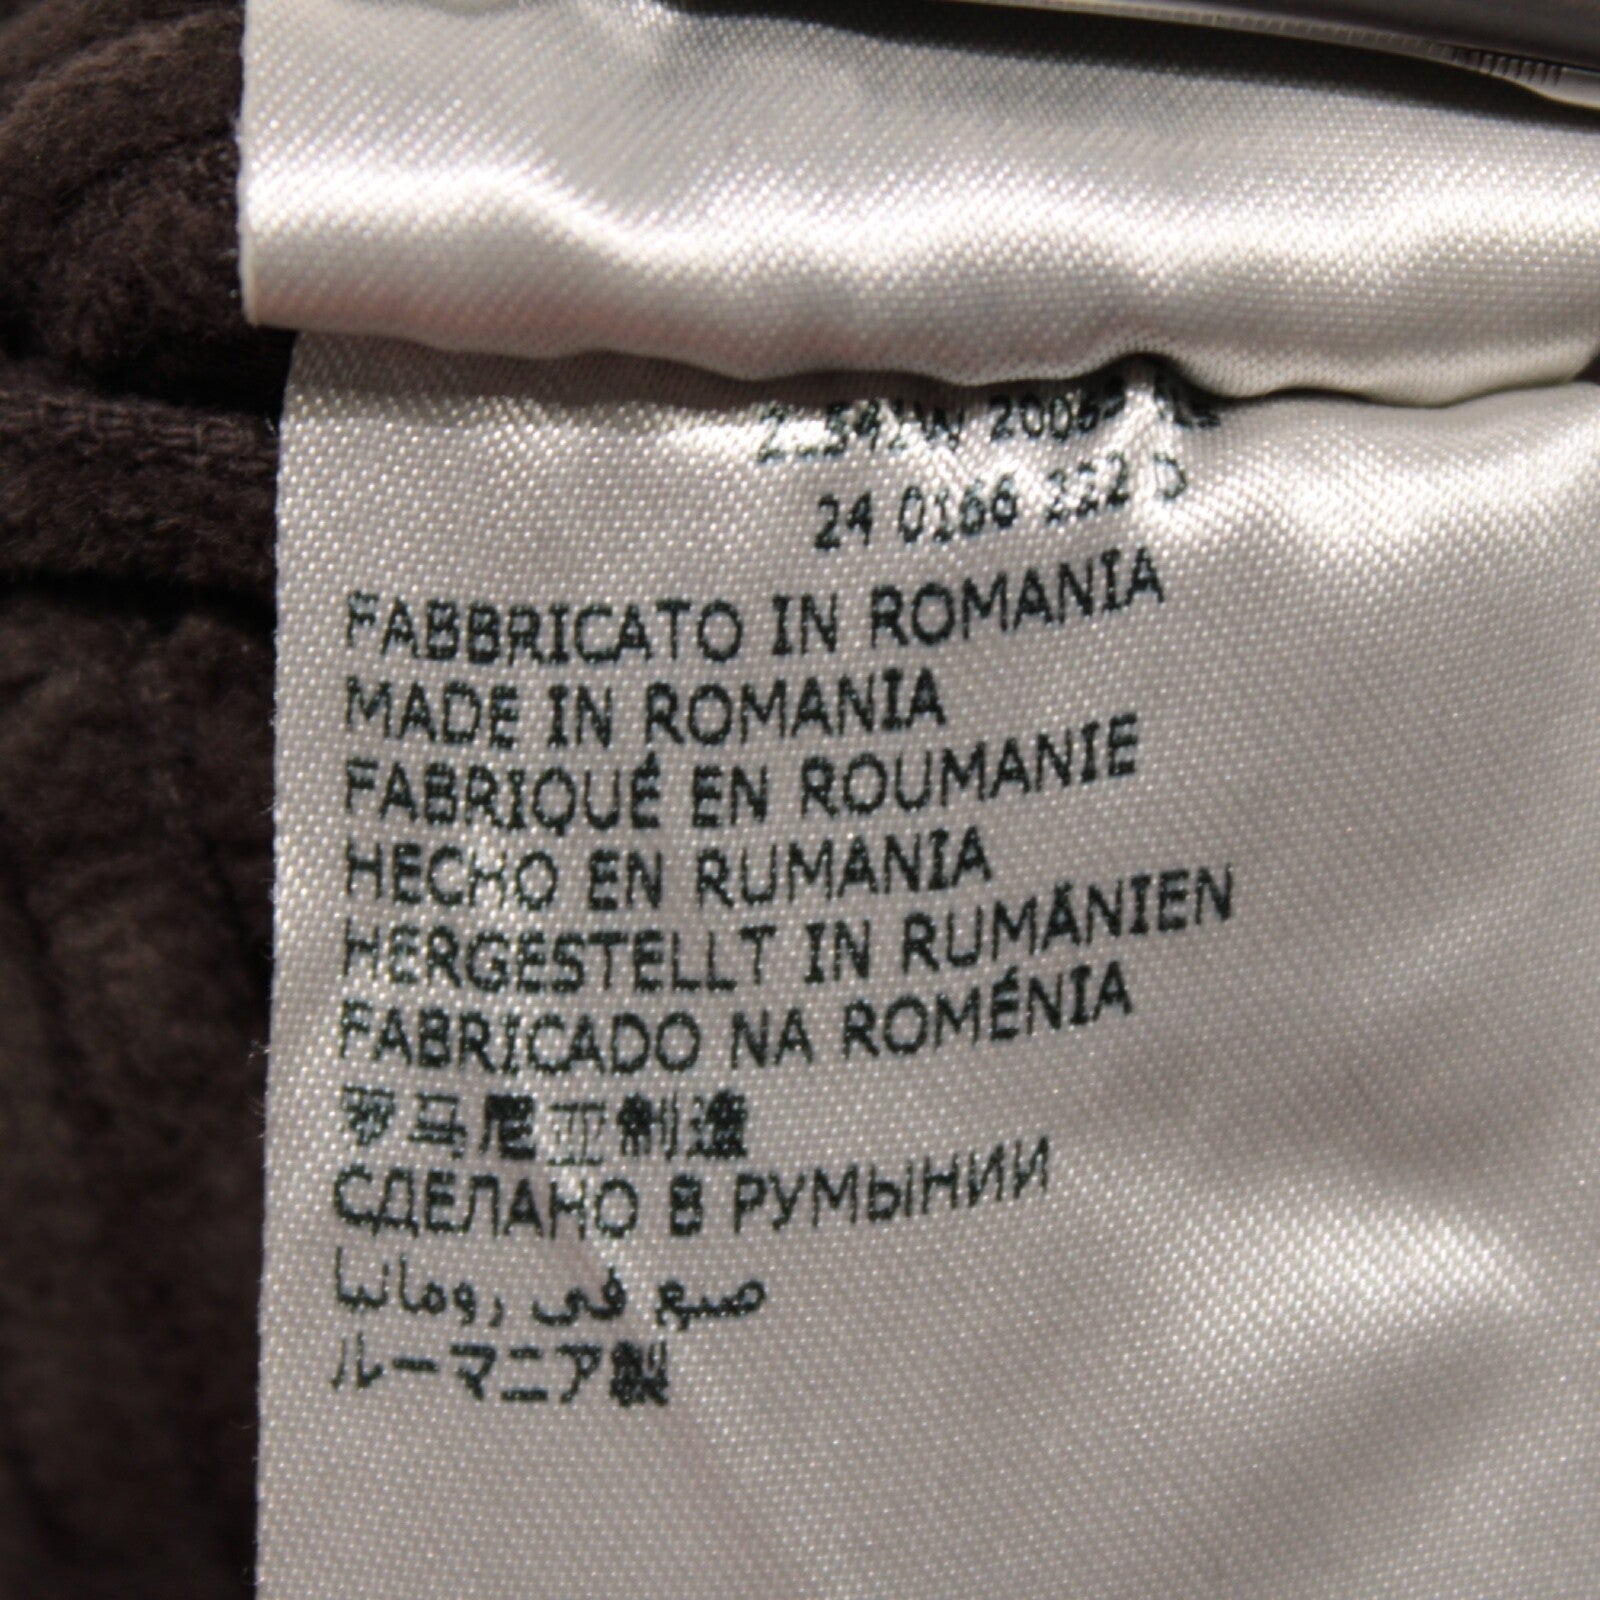 24 0166 222
FABBRICATO IN ROMANIA
MADE IN ROMANIA
FABRIQUÉ EN ROUMANIE
HECHO EN RUMANIA
HERGESTELLT IN RUMÄNIEN
FABRICADO NA ROMÉNIA
罗马尼亚制造
СДЕЛАНО В РУМЫНИИ
صنع في رومانيا
ルーマニア製